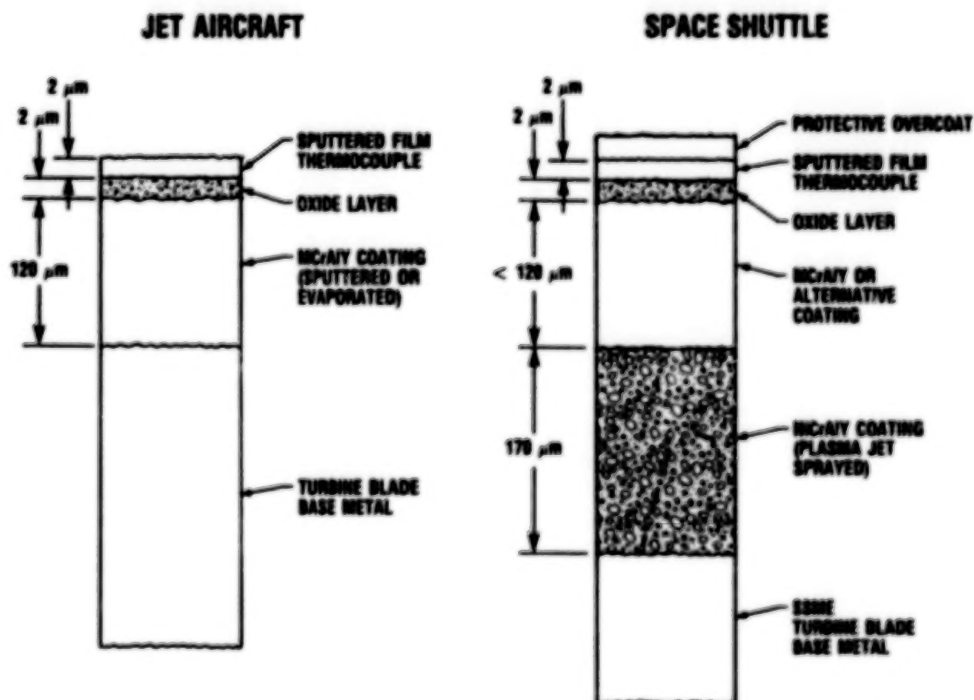 JET AIRCRAFT
2 μm
2 μm
SPUTTERED FILM
THERMOCOUPLE
OXIDE LAYER
120 μm
MCrAlY COATING
(SPUTTERED OR
EVAPORATED)
TURBINE BLADE
BASE METAL
SPACE SHUTTLE
2 μm
2 μm
PROTECTIVE OVERCOAT
SPUTTERED FILM
THERMOCOUPLE
OXIDE LAYER
< 120 μm
MCrAlY OR
ALTERNATIVE
COATING
170 μm
MCrAlY COATING
(PLASMA JET
SPRAYED)
SSME
TURBINE BLADE
BASE METAL